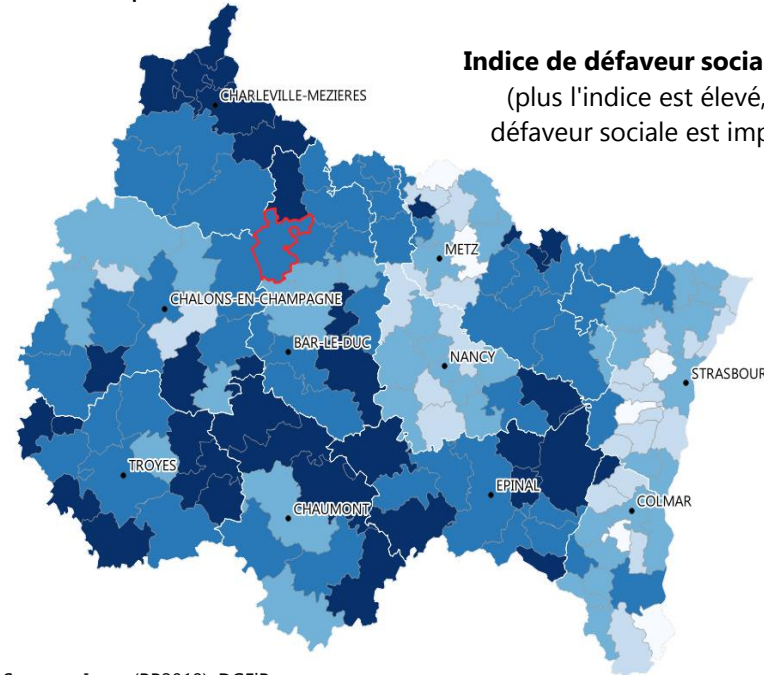 Indice de défaveur socia
(plus l'indice est élevé,
défaveur sociale est imp
CHARLEVILLE-MEZIERES
METZ
CHALONS-EN-CHAMPAGNE
BAR-LE-DUC
NANCY
STRASBOUR
TROYES
EPINAL
CHAUMONT
COLMAR